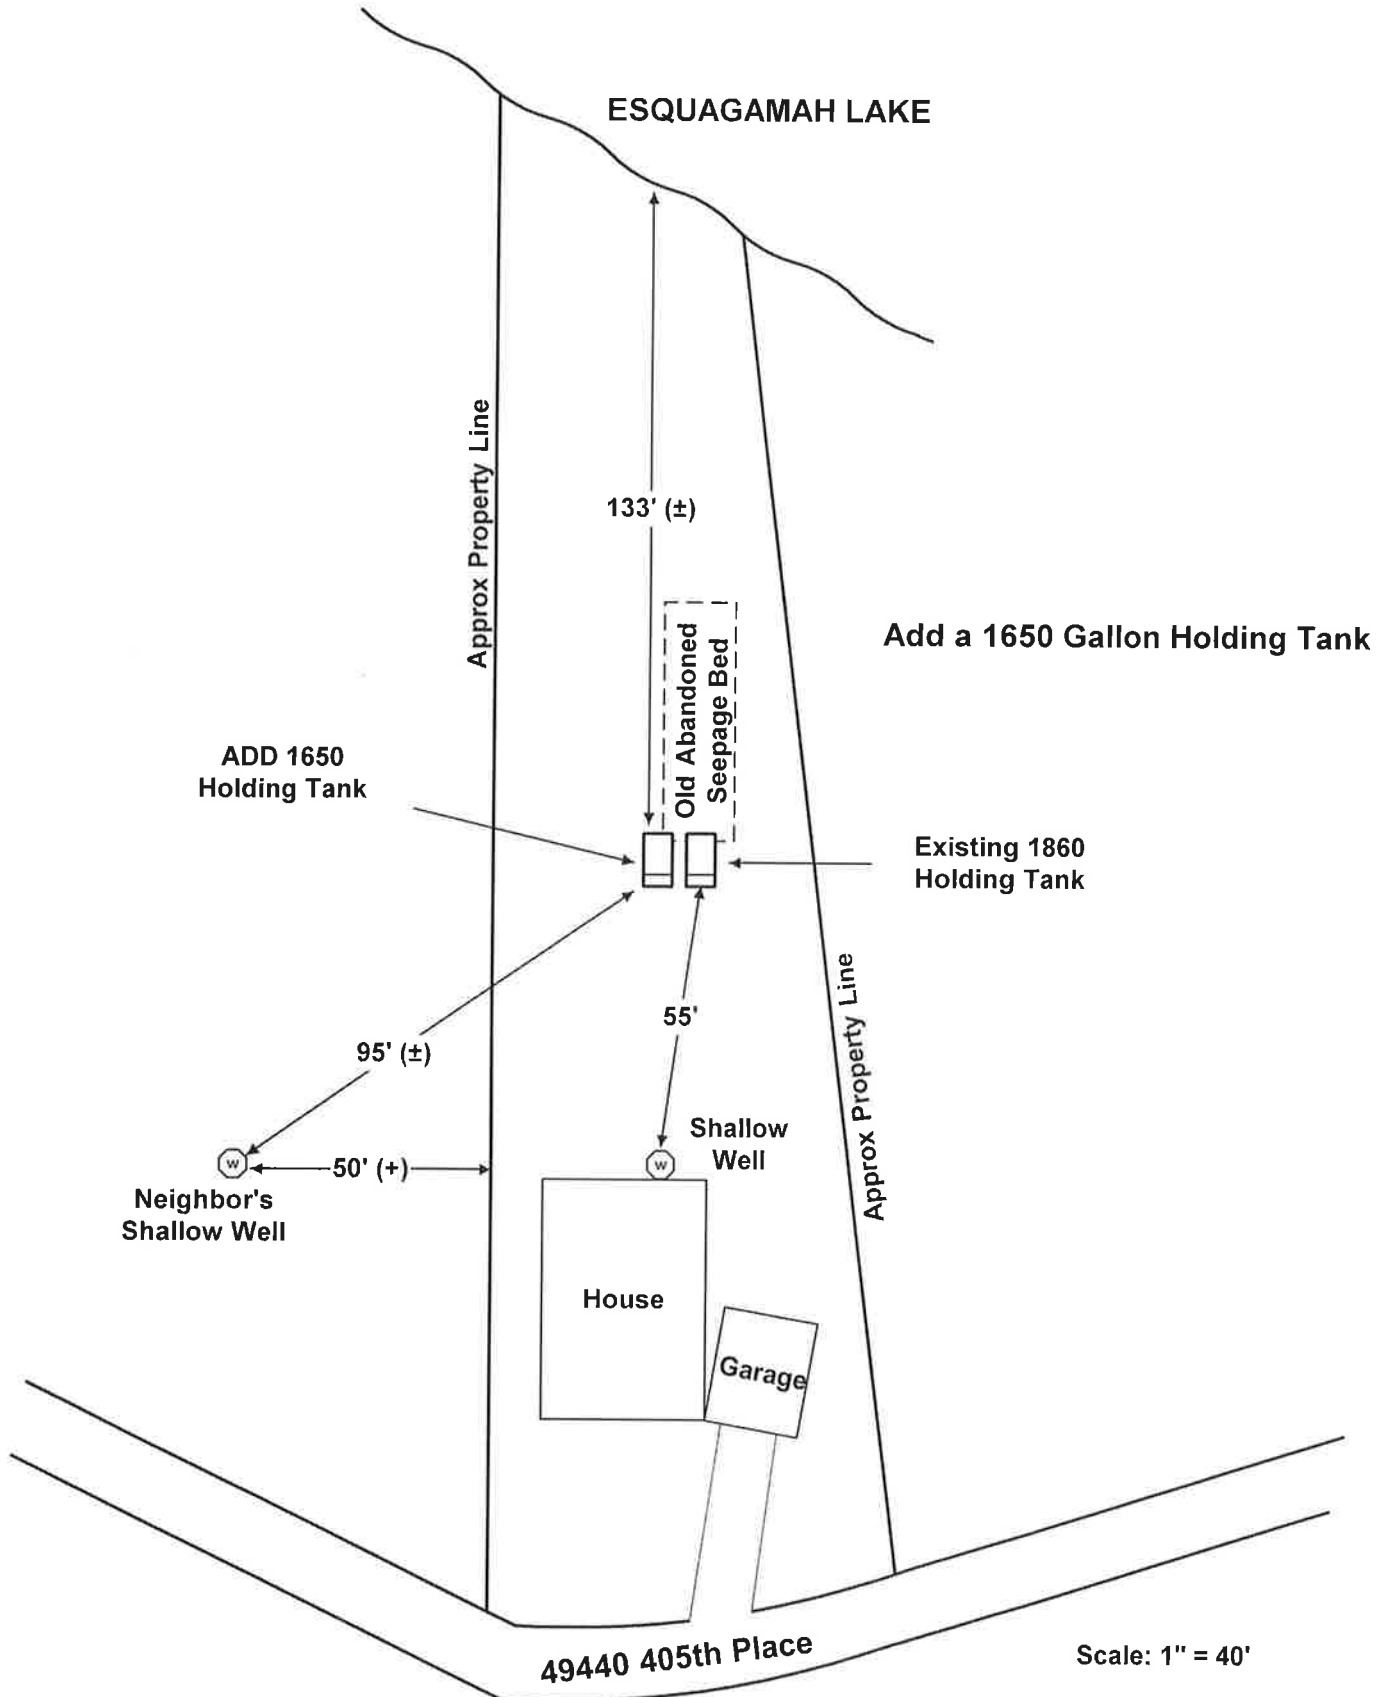 ESQUAGAMAH LAKE
Approx Property Line
133' (±)
Old Abandoned
Seepage Bed
Add a 1650 Gallon Holding Tank
ADD 1650
Holding Tank
Existing 1860
Holding Tank
Approx Property Line
55'
95' (±)
Shallow
Well
W
W
50' (+)
Neighbor's
Shallow Well
House
Garage
49440 405th Place
Scale: 1" = 40'